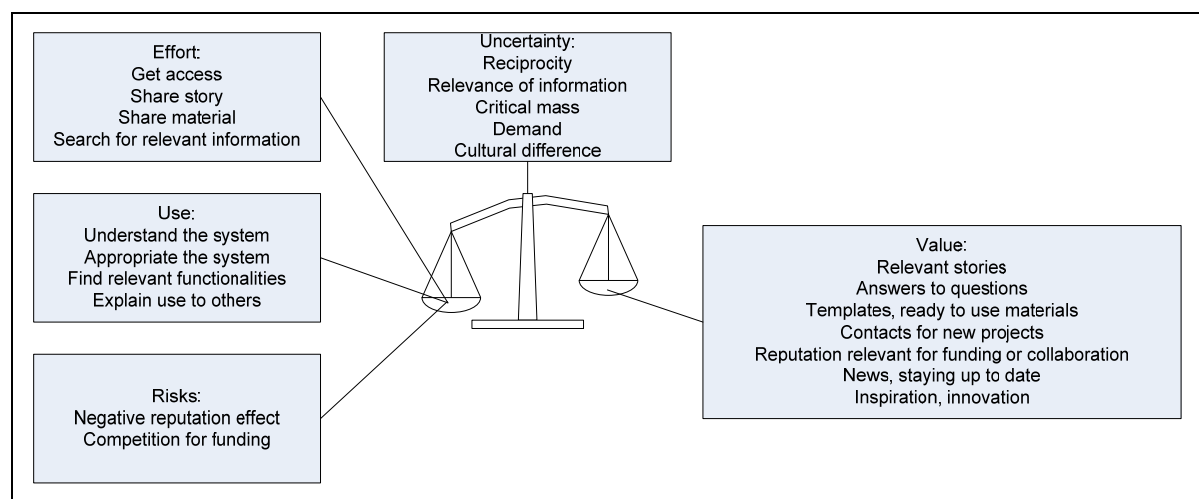 Effort:
Get access
Share story
Share material
Search for relevant information
Uncertainty:
Reciprocity
Relevance of information
Critical mass
Demand
Cultural difference
Use:
Understand the system
Appropriate the system
Find relevant functionalities
Explain use to others
Value:
Relevant stories
Answers to questions
Templates, ready to use materials
Contacts for new projects
Reputation relevant for funding or collaboration
News, staying up to date
Inspiration, innovation
Risks:
Negative reputation effect
Competition for funding